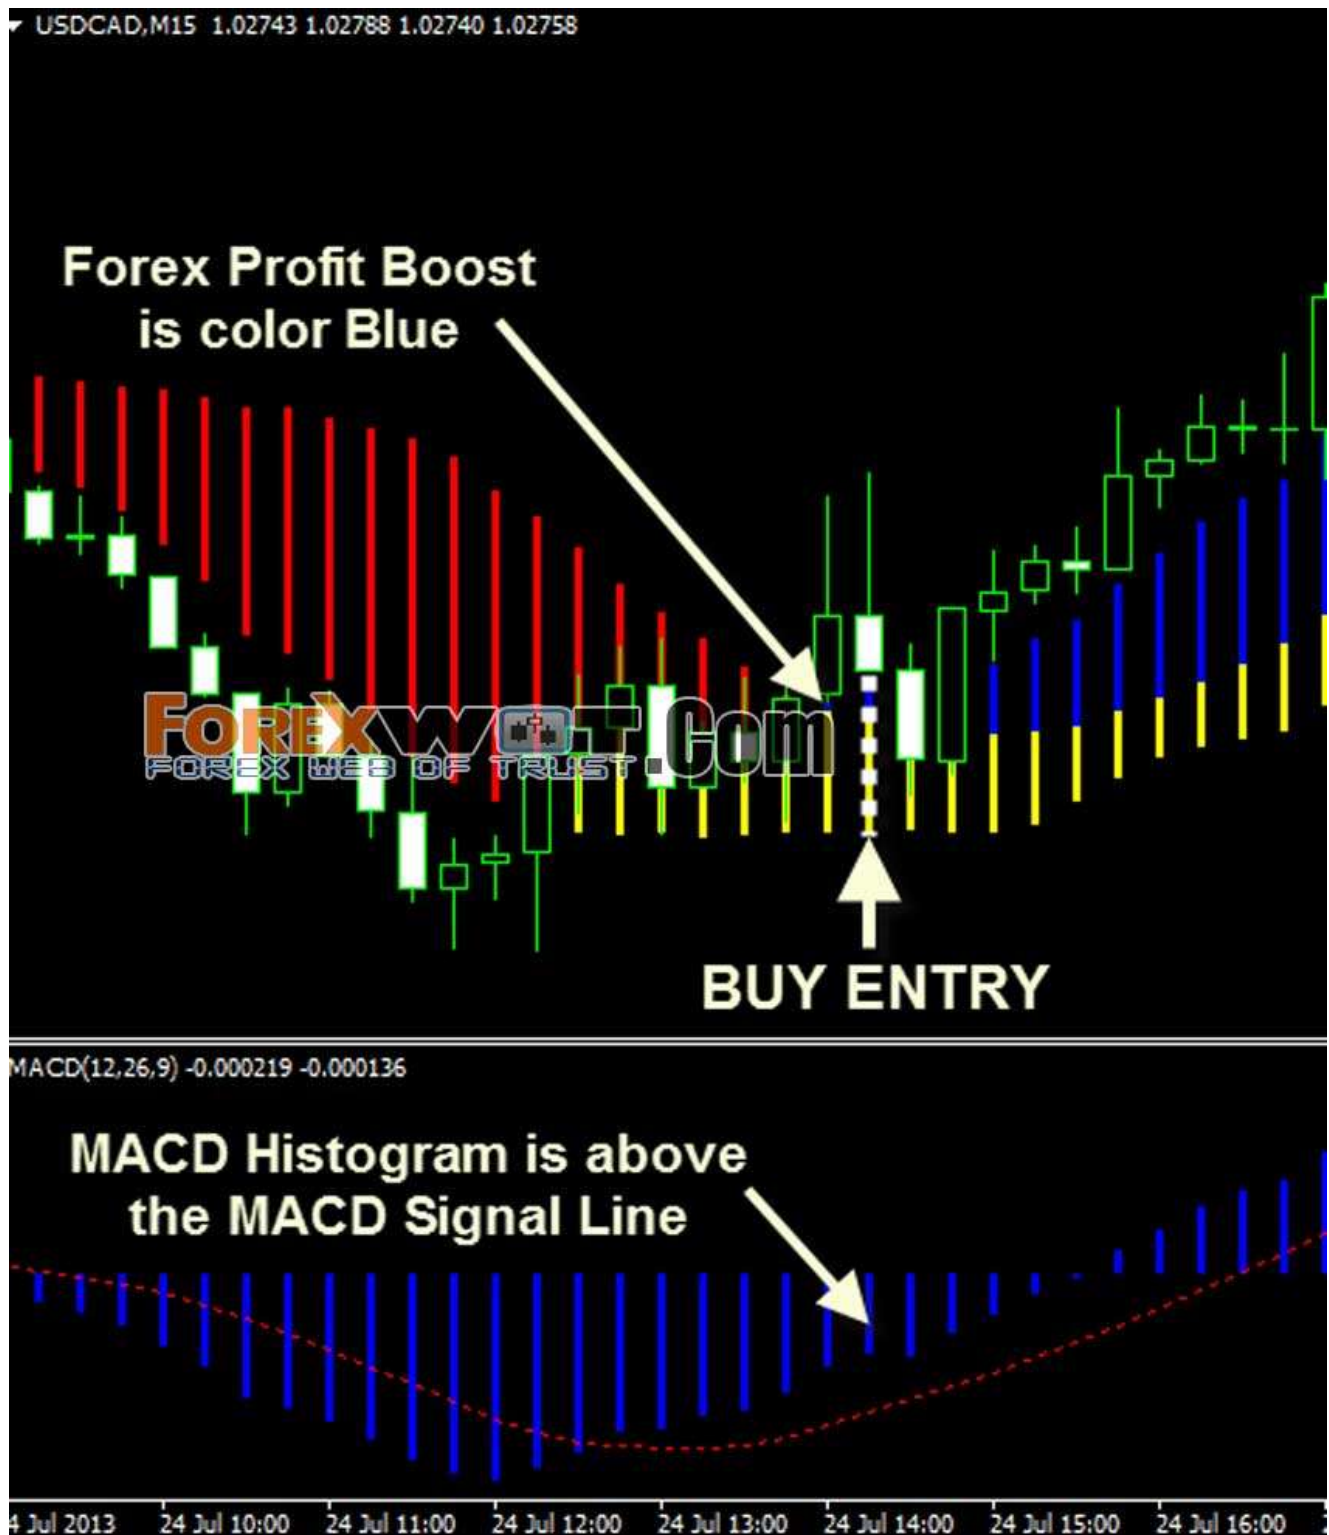 USDCAD,M15 1.02743 1.02788 1.02740 1.02758
Forex Profit Boost
is color Blue
FOREXWOT.Com
FOREX WEB OF TRUST
BUY ENTRY
MACD(12,26,9) -0.000219 -0.000136
MACD Histogram is above
the MACD Signal Line
4 Jul 2013 24 Jul 10:00 24 Jul 11:00 24 Jul 12:00 24 Jul 13:00 24 Jul 14:00 24 Jul 15:00 24 Jul 16:00